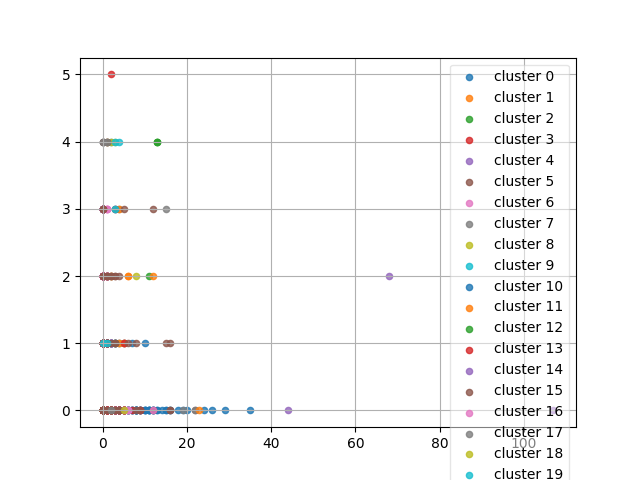 5
4
3
2
1
0
0
20
40
60
80
100
cluster 0
cluster 1
cluster 2
cluster 3
cluster 4
cluster 5
cluster 6
cluster 7
cluster 8
cluster 9
cluster 10
cluster 11
cluster 12
cluster 13
cluster 14
cluster 15
cluster 16
cluster 17
cluster 18
cluster 19